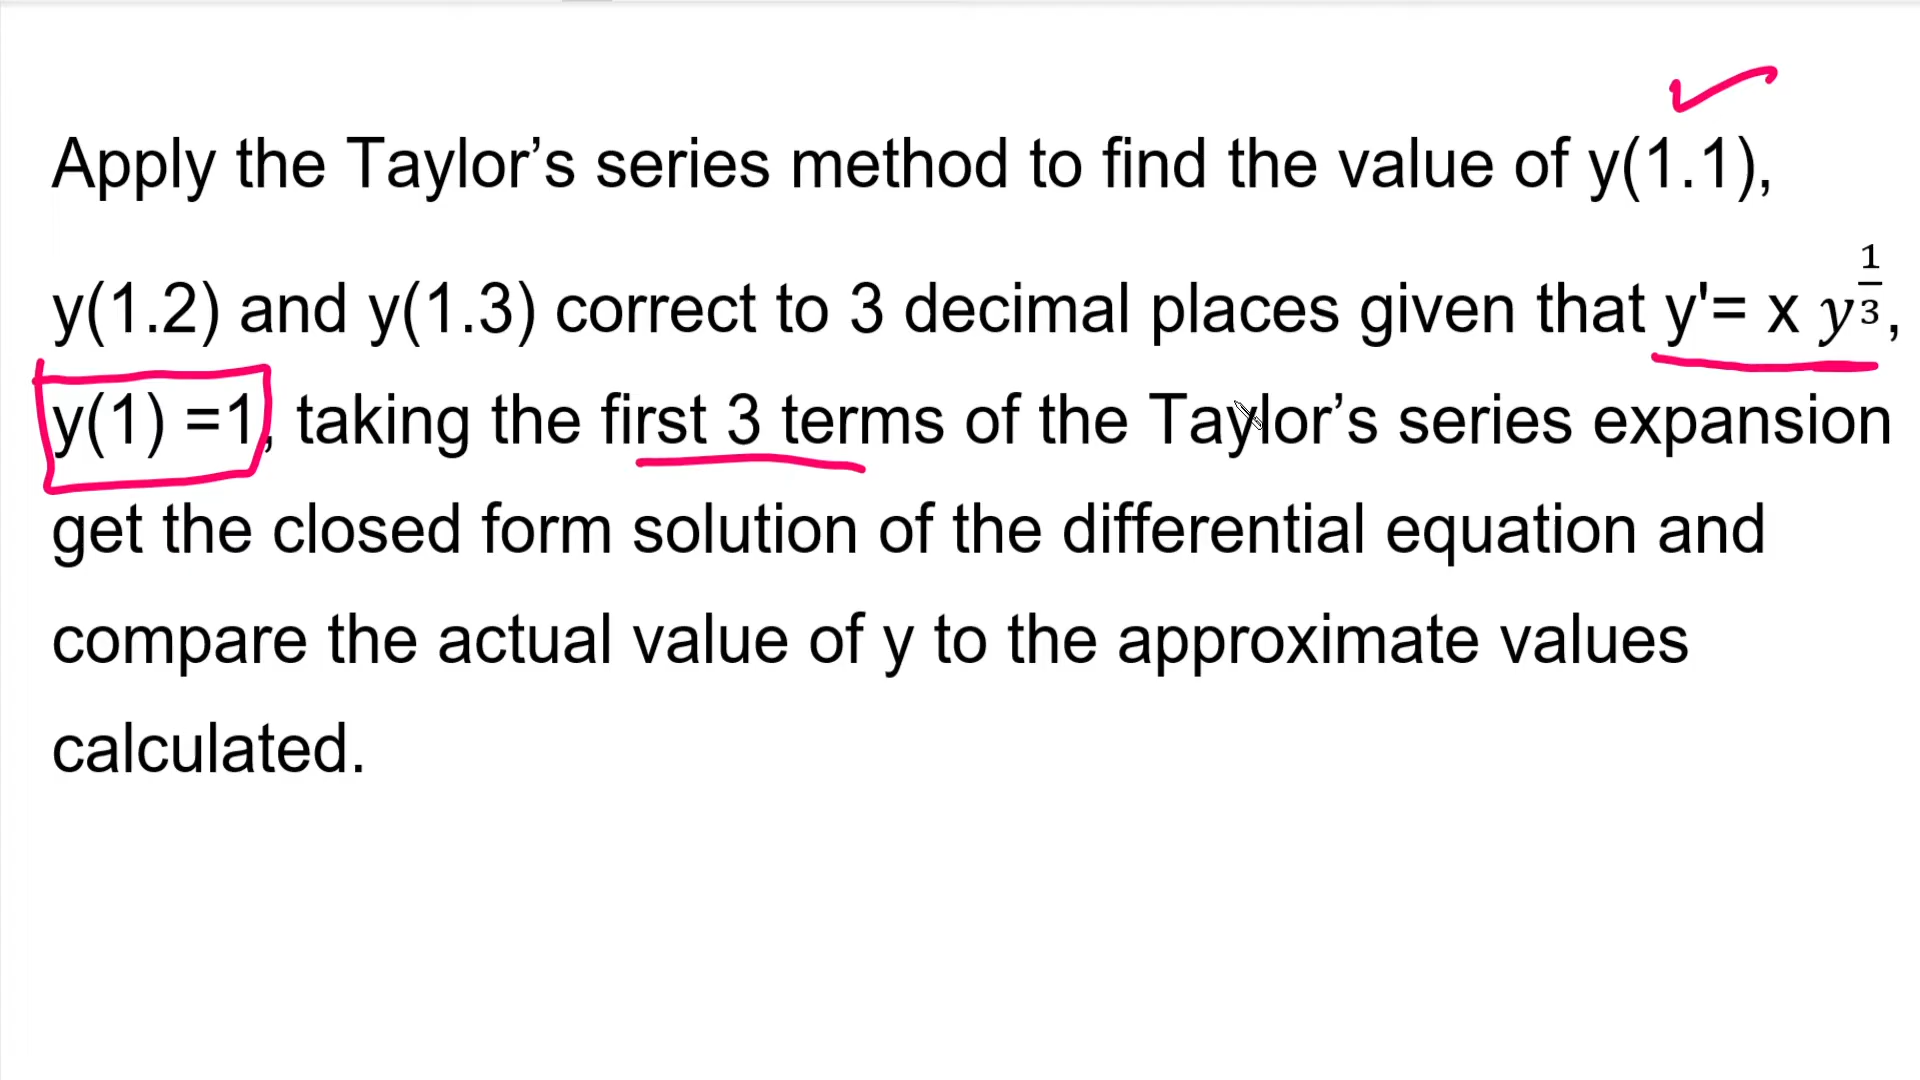 Apply the Taylor’s series method to find the value of y(1.1),
y(1.2) and y(1.3) correct to 3 decimal places given that y'= x y^{\frac{1}{3}},
y(1) =1, taking the first 3 terms of the Taylor’s series expansion
get the closed form solution of the differential equation and
compare the actual value of y to the approximate values
calculated.